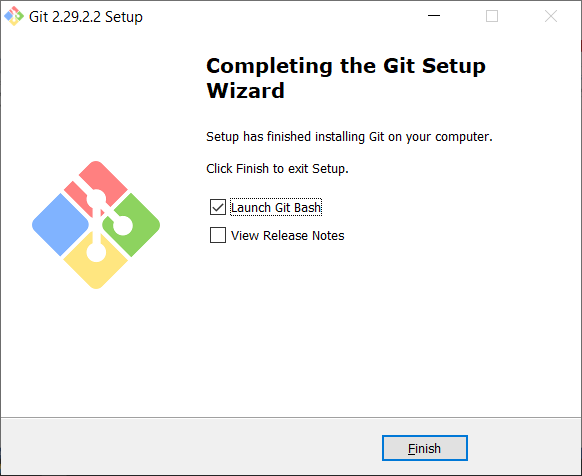 Git 2.29.2.2 Setup
Completing the Git Setup
Wizard
Setup has finished installing Git on your computer.
Click Finish to exit Setup.
Launch Git Bash
View Release Notes
Finish